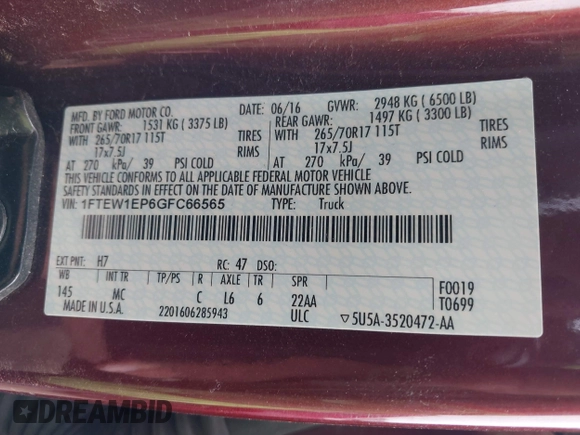 MFD. BY FORD MOTOR CO.
DATE: 06/16 GVWR: 2948 KG ( 6500 LB)
FRONT GAWR: 1531 KG ( 3375 LB)
REAR GAWR: 1497 KG ( 3300 LB)
WITH 265/70R17 115T TIRES
WITH 265/70R17 115T TIRES
17x7.5J RIMS
17x7.5J RIMS
AT 270 kPa/ 39 PSI COLD
AT 270 kPa/ 39 PSI COLD
THIS VEHICLE CONFORMS TO ALL APPLICABLE FEDERAL MOTOR VEHICLE
SAFETY STANDARDS IN EFFECT ON THE DATE OF MANUFACTURE SHOWN ABOVE.
VIN: 1FTEW1EP6GFC66565 TYPE: Truck
EXT PNT: H7 RC: 47 DSO:
WB INT TR TP/PS R AXLE TR SPR
145 MC C L6 6 22AA
F0019
T0699
MADE IN U.S.A. 2201606285943 ULC ▽5U5A-3520472-AA
DREAMBID